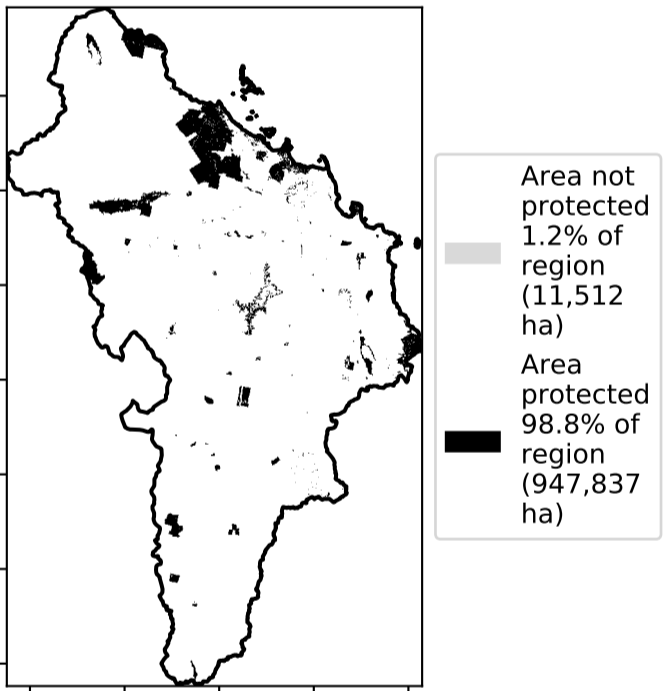 Area not
protected
1.2% of
region
(11,512
ha)
Area
protected
98.8% of
region
(947,837
ha)